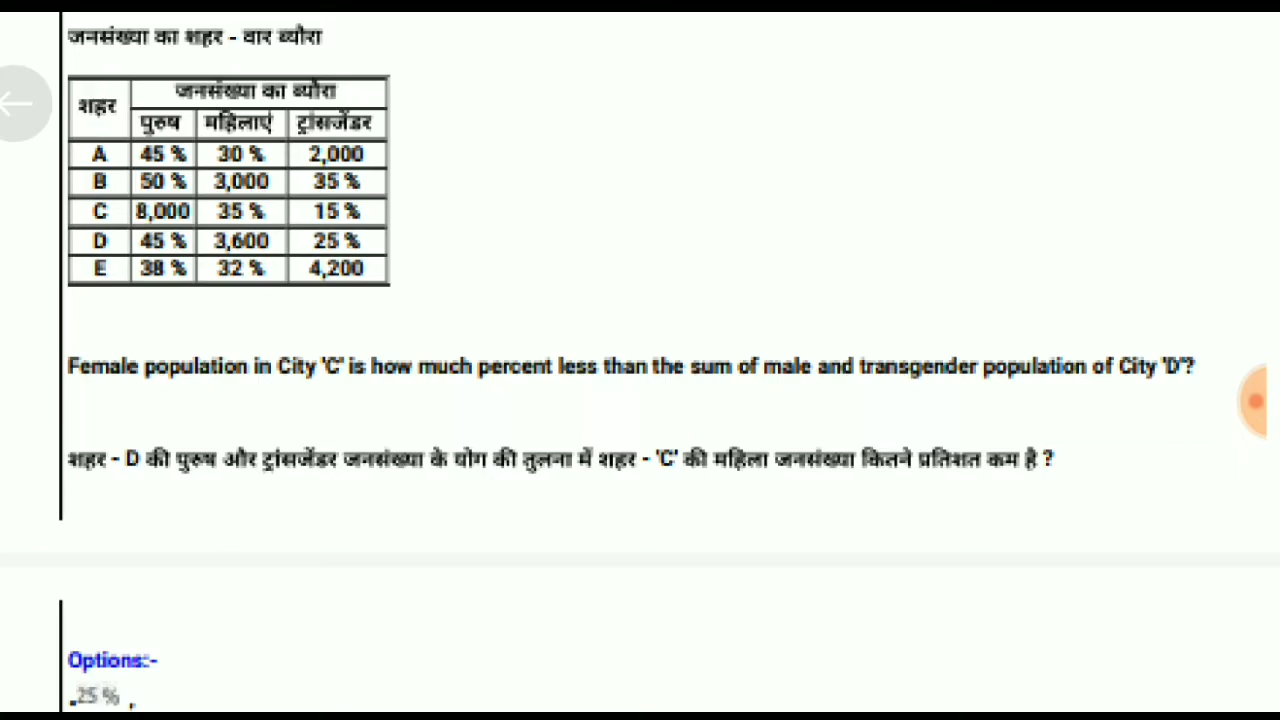 जनसंख्या का शहर - वार ब्यौरा
शहर जनसंख्या का ब्यौरा
पुरुष महिलाएं ट्रांसजेंडर
A 45 % 30 % 2,000
B 50 % 3,000 35 %
C 8,000 35 % 15 %
D 45 % 3,600 25 %
E 38 % 32 % 4,200
Female population in City 'C' is how much percent less than the sum of male and transgender population of City 'D'?
शहर - D की पुरुष और ट्रांसजेंडर जनसंख्या के योग की तुलना में शहर - 'C' की महिला जनसंख्या कितने प्रतिशत कम है ?
Options:-
25 %